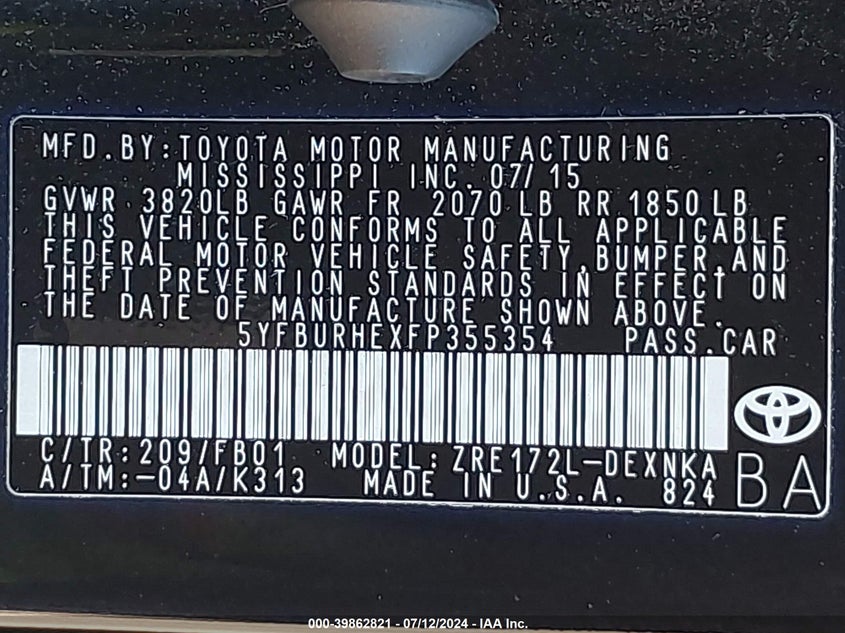 MFD.BY:TOYOTA MOTOR MANUFACTURING
MISSISSIPPI INC. 07/15
GVWR 3820LB GAWR FR 2070 LB RR 1850 LB
THIS VEHICLE CONFORMS TO ALL APPLICABLE
FEDERAL MOTOR VEHICLE SAFETY,BUMPER,AND
THEFT PREVENTION STANDARDS IN EFFECT ON
THE DATE OF MANUFACTURE SHOWN ABOVE.
5YFBURHEXFP355354 PASS.CAR
C/TR:209/FB01 MODEL:ZRE172L-DEXNKA
A/TM:-04A/K313 MADE IN U.S.A. 824 BA
000-39862821 - 07/12/2024 - IAA Inc.